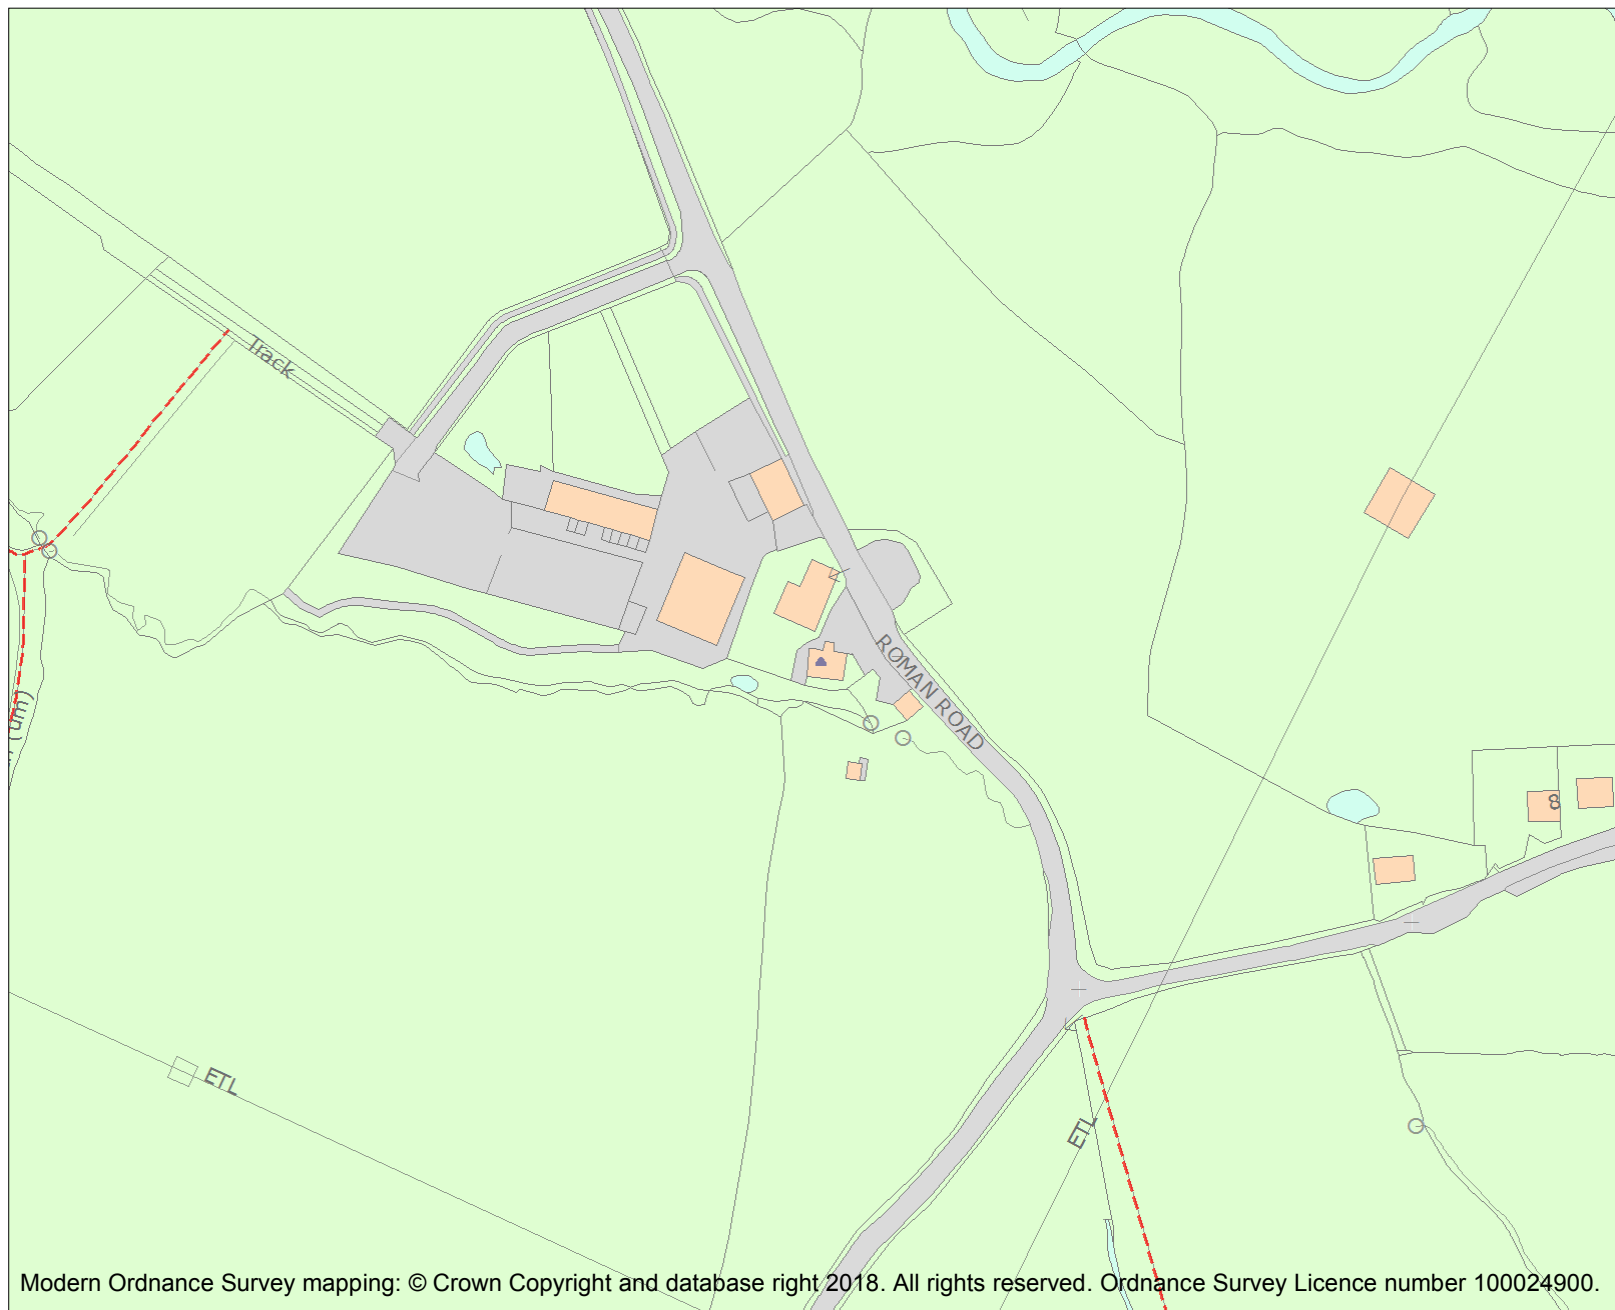 Track
ROMAN ROAD
(um)
8
ETL
ETL
Modern Ordnance Survey mapping: © Crown Copyright and database right 2018. All rights reserved. Ordnance Survey Licence number 100024900.